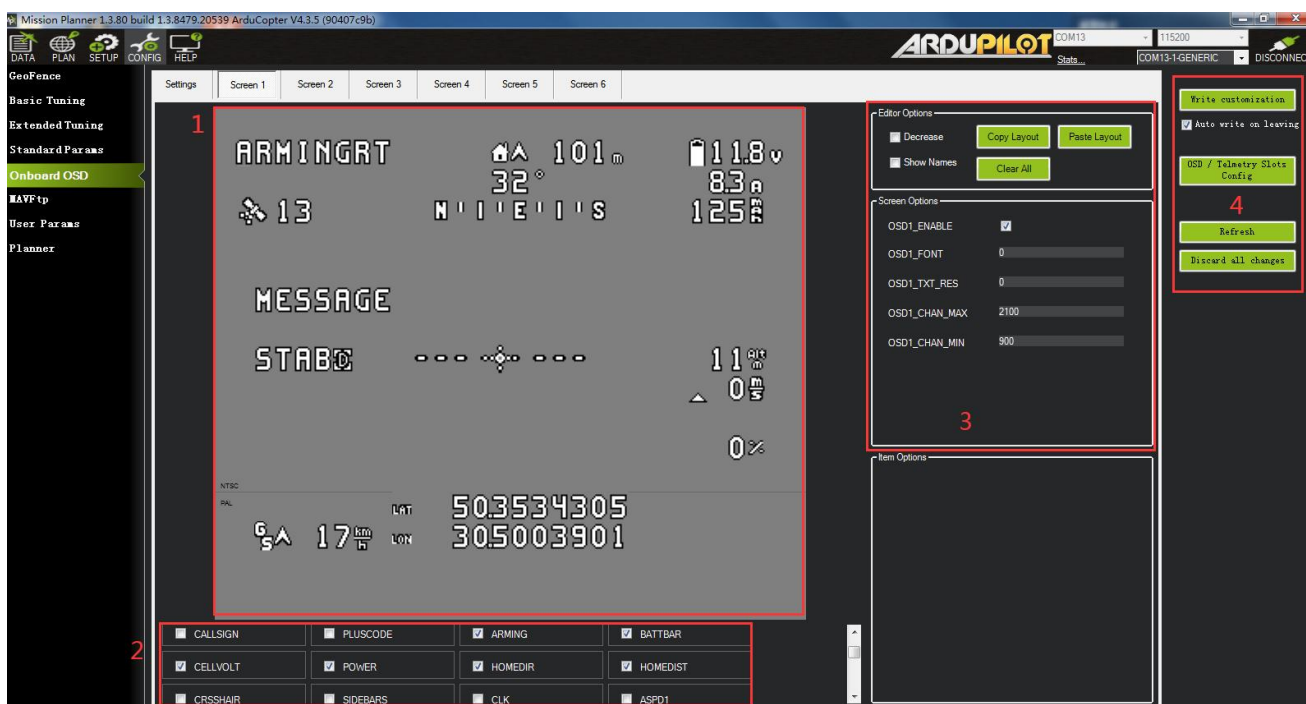 Mission Planner 1.3.80 build 1.3.8479.20539 ArduCopter V4.3.5 (90407c9b)
DATA PLAN SETUP CONFIG HELP
ARDUPILOT
COM13 115200
Stats... COM13-1-GENERIC DISCONNEC
GeoFence
Basic Tuning
Extended Tuning
Standard Params
Onboard OSD
MAVFtp
User Params
Planner
Settings Screen 1 Screen 2 Screen 3 Screen 4 Screen 5 Screen 6
1
ARMINGRT 101m 11.8v
32° 8.3A
13 N E S 125mAh
MESSAGE
STAB 11 Alt m
0 m/s
0%
NTSC
PAL
LAT 50.3534305
GSA 17 km/h LON 30.5003901
2
CALLSIGN PLUSCODE ARMING BATTBAR
CELLVOLT POWER HOMEDIR HOMEDIST
CRSSHAIR SIDEBARS CLK ASPD1
Editor Options
Decrease Copy Layout Paste Layout
Show Names Clear All
Screen Options
OSD1_ENABLE
OSD1_FONT 0
OSD1_TXT_RES 0
OSD1_CHAN_MAX 2100
OSD1_CHAN_MIN 900
3
Item Options
Write customization
Auto write on leaving
OSD / Telmetry Slots
Config
4
Refresh
Discard all changes